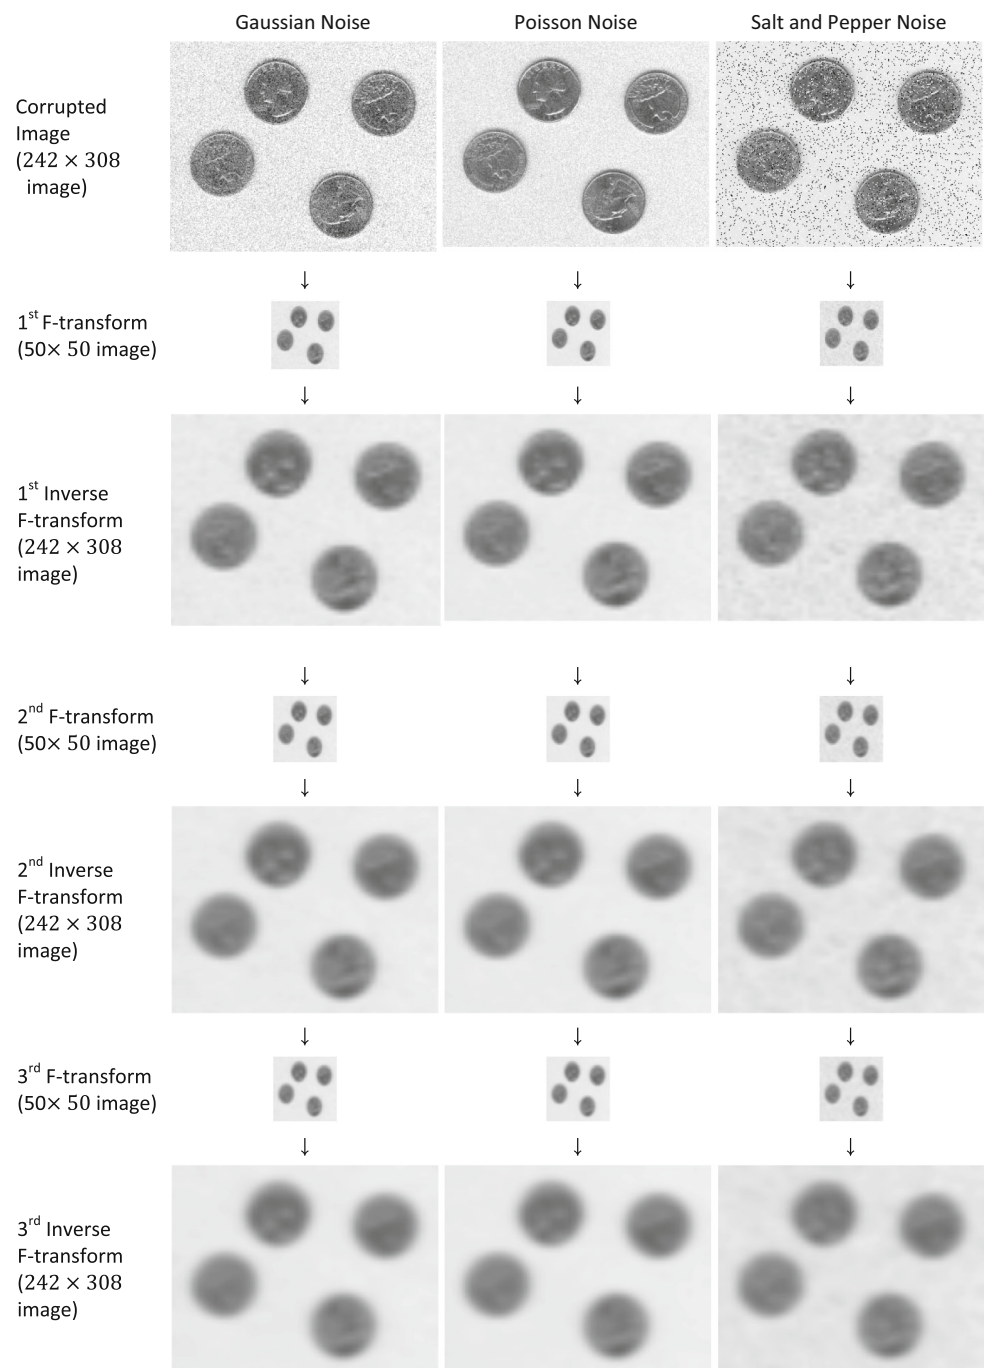 Gaussian Noise Poisson Noise Salt and Pepper Noise
Corrupted
Image
(242 × 308
image)
↓ ↓ ↓
1st F-transform
(50× 50 image)
↓ ↓ ↓
1st Inverse
F-transform
(242 × 308
image)
↓ ↓ ↓
2nd F-transform
(50× 50 image)
↓ ↓ ↓
2nd Inverse
F-transform
(242 × 308
image)
↓ ↓ ↓
3rd F-transform
(50× 50 image)
↓ ↓ ↓
3rd Inverse
F-transform
(242 × 308
image)